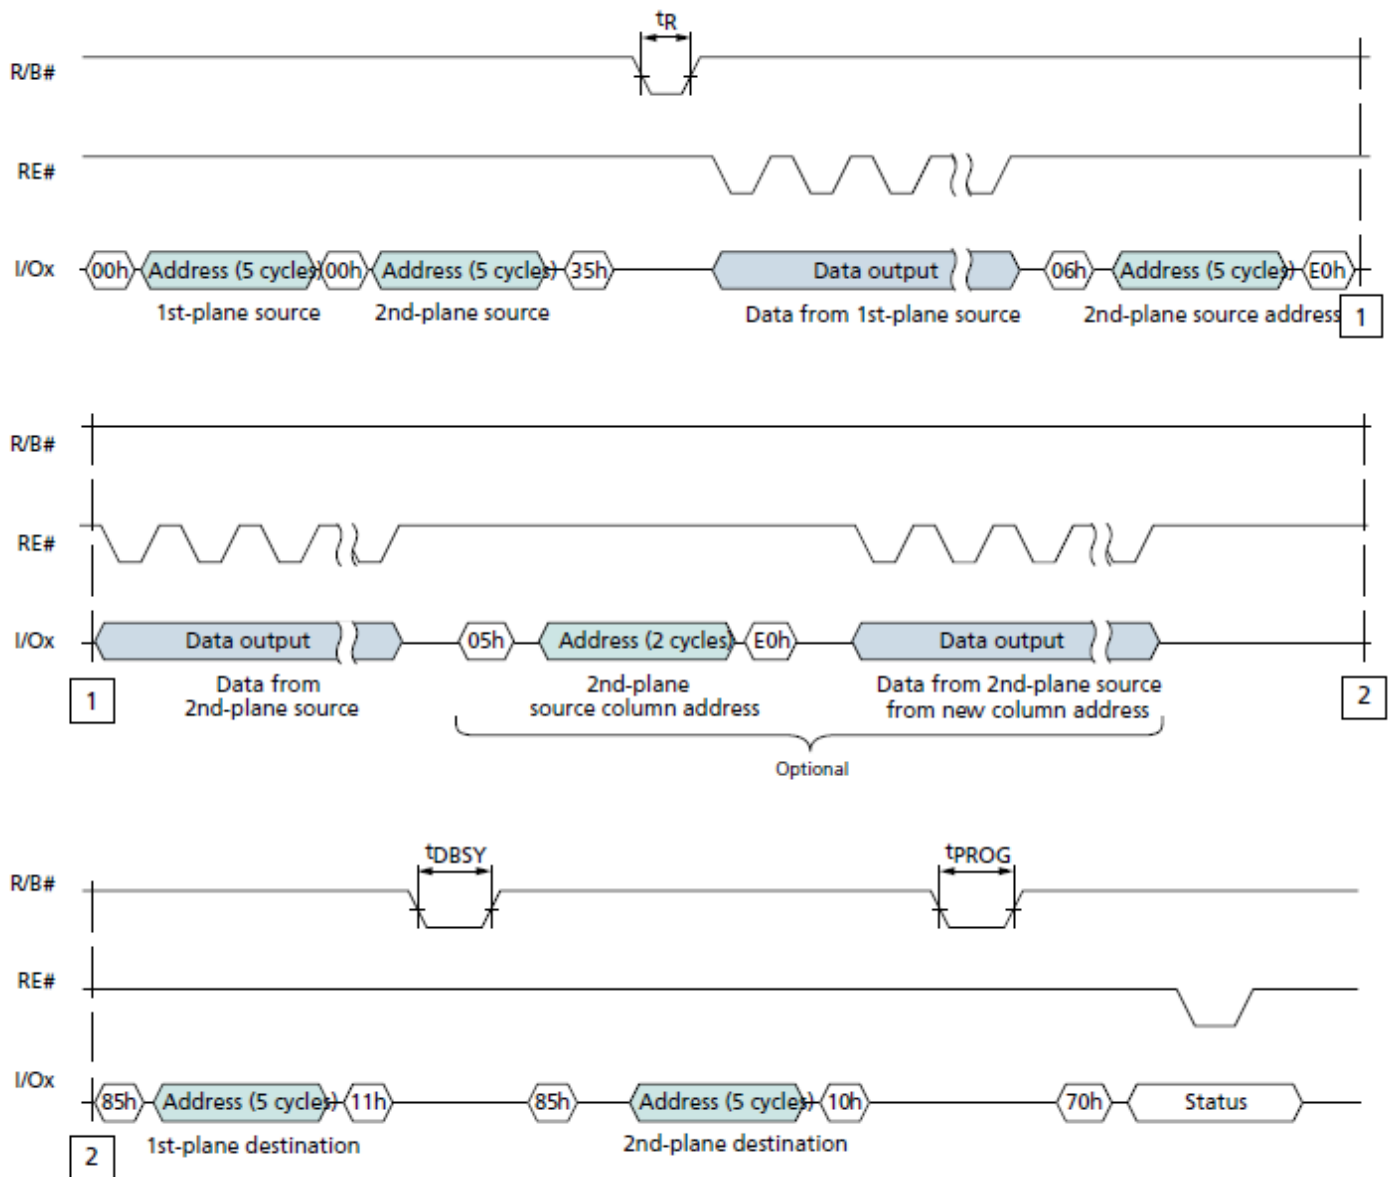 tR
R/B#
RE#
I/Ox 00h Address (5 cycles) 00h Address (5 cycles) 35h Data output 06h Address (5 cycles) E0h
1st-plane source 2nd-plane source Data from 1st-plane source 2nd-plane source address 1
R/B#
RE#
I/Ox Data output 05h Address (2 cycles) E0h Data output
1 Data from 2nd-plane Data from 2nd-plane source 2
2nd-plane source source column address from new column address
Optional
tDBSY tPROG
R/B#
RE#
I/Ox 85h Address (5 cycles) 11h 85h Address (5 cycles) 10h 70h Status
2 1st-plane destination 2nd-plane destination